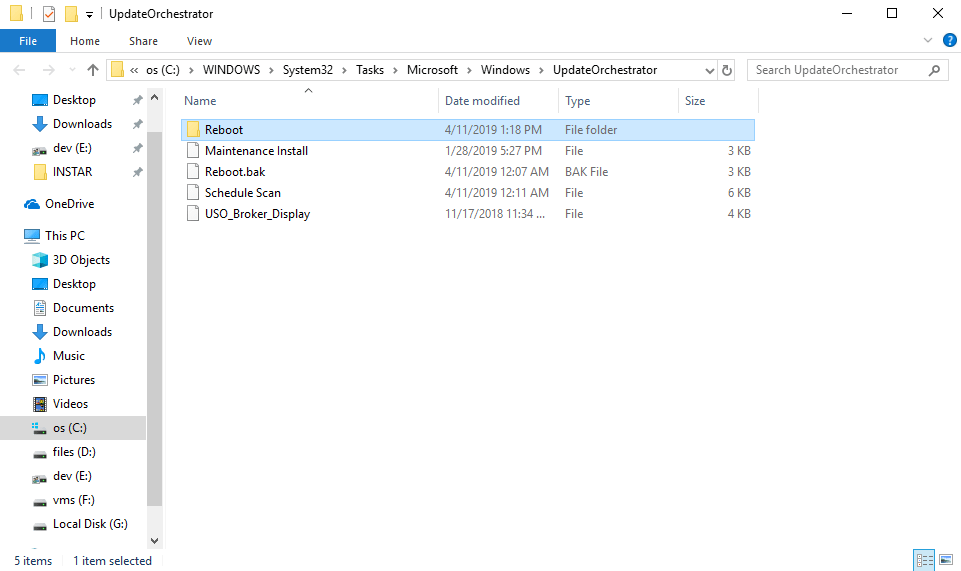 UpdateOrchestrator
File Home Share View
« os (C:) › WINDOWS › System32 › Tasks › Microsoft › Windows › UpdateOrchestrator Search UpdateOrchestrator
Desktop
Downloads
dev (E:)
INSTAR
OneDrive
This PC
3D Objects
Desktop
Documents
Downloads
Music
Pictures
Videos
os (C:)
files (D:)
dev (E:)
vms (F:)
Local Disk (G:)
Name Date modified Type Size
Reboot 4/11/2019 1:18 PM File folder
Maintenance Install 1/28/2019 5:27 PM File 3 KB
Reboot.bak 4/11/2019 12:07 AM BAK File 3 KB
Schedule Scan 4/11/2019 12:11 AM File 6 KB
USO_Broker_Display 11/17/2018 11:34 ... File 4 KB
5 items 1 item selected